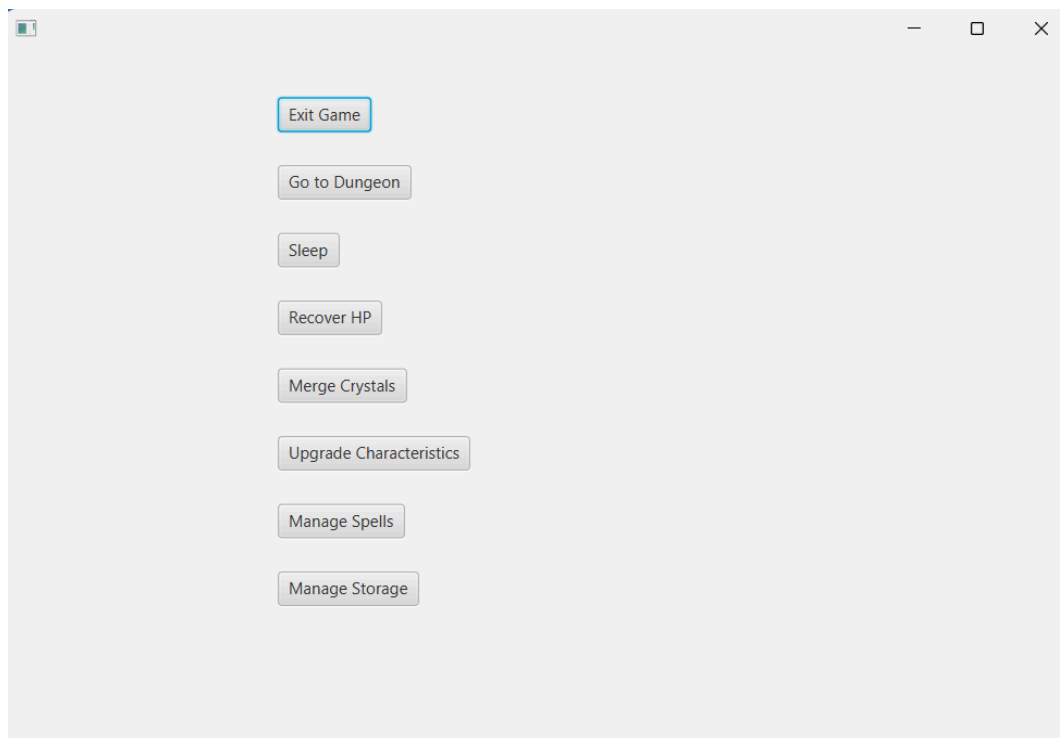 Exit Game
Go to Dungeon
Sleep
Recover HP
Merge Crystals
Upgrade Characteristics
Manage Spells
Manage Storage